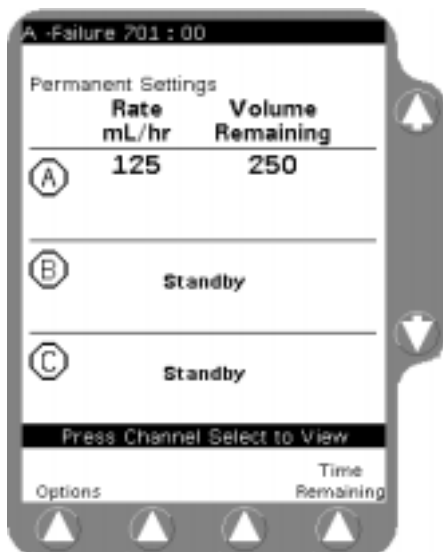 A -Failure 701 : 00
Permanent Settings
Rate Volume
mL/hr Remaining
A 125 250
B Standby
C Standby
Press Channel Select to View
Time
Options Remaining